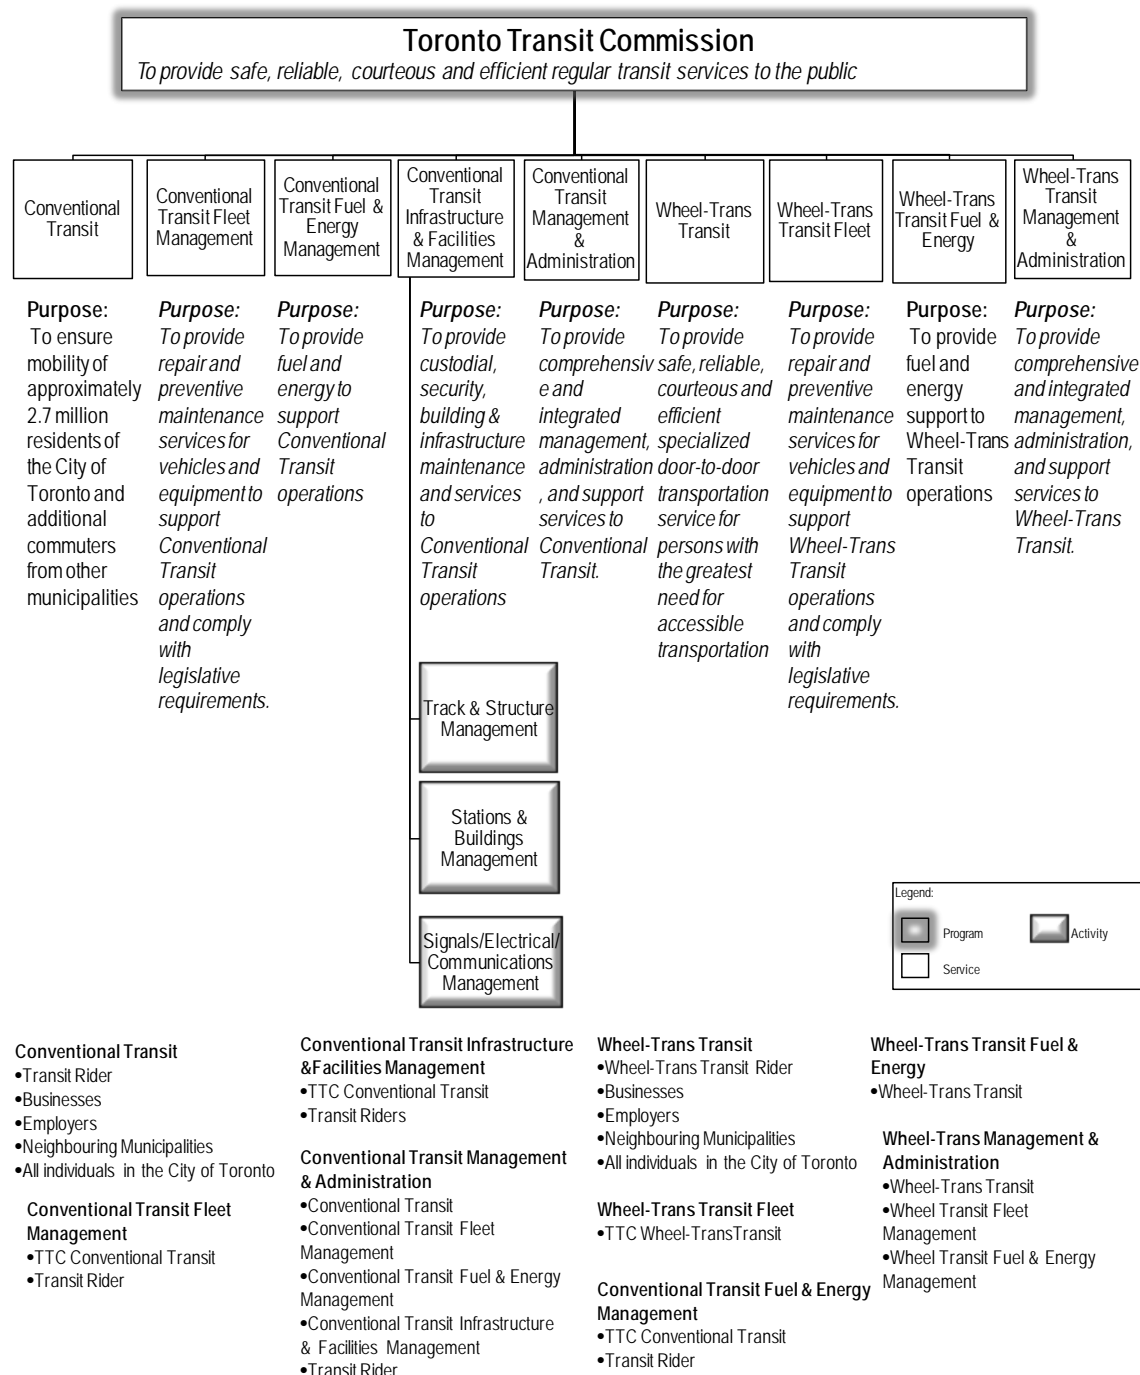 Toronto Transit Commission
To provide safe, reliable, courteous and efficient regular transit services to the public
Conventional
Transit
Conventional
Transit Fleet
Management
Conventional
Transit Fuel &
Energy
Management
Conventional
Transit
Infrastructure
& Facilities
Management
Conventional
Transit
Management
&
Administration
Wheel-Trans
Transit
Wheel-Trans
Transit Fleet
Wheel-Trans
Transit Fuel &
Energy
Wheel-Trans
Transit
Management
&
Administration
Purpose:
To ensure
mobility of
approximately
2.7 million
residents of
the City of
Toronto and
additional
commuters
from other
municipalities
Purpose:
To provide
repair and
preventive
maintenance
services for
vehicles and
equipment to
support
Conventional
Transit
operations
and comply
with
legislative
requirements.
Purpose:
To provide
fuel and
energy to
support
Conventional
Transit
operations
Purpose:
To provide
custodial,
security,
building &
infrastructure
maintenance
and services
to
Conventional
Transit
operations
Purpose:
To provide
comprehensiv
e and
integrated
management,
administration
, and support
services to
Conventional
Transit.
Purpose:
To provide
safe, reliable,
courteous and
efficient
specialized
door-to-door
transportation
service for
persons with
the greatest
need for
accessible
transportation
Purpose:
To provide
repair and
preventive
maintenance
services for
vehicles and
equipment to
support
Wheel-Trans
Transit
operations
and comply
with
legislative
requirements.
Purpose:
To provide
fuel and
energy
support to
Wheel-Trans
Transit
operations
Purpose:
To provide
comprehensive
and integrated
management,
administration,
and support
services to
Wheel-Trans
Transit.
Track & Structure
Management
Stations &
Buildings
Management
Signals/Electrical/
Communications
Management
Legend:
Program
Activity
Service
Conventional Transit
•Transit Rider
•Businesses
•Employers
•Neighbouring Municipalities
•All individuals in the City of Toronto
Conventional Transit Fleet
Management
•TTC Conventional Transit
•Transit Rider
Conventional Transit Infrastructure
&Facilities Management
•TTC Conventional Transit
•Transit Riders
Conventional Transit Management
& Administration
•Conventional Transit
•Conventional Transit Fleet
Management
•Conventional Transit Fuel & Energy
Management
•Conventional Transit Infrastructure
& Facilities Management
•Transit Rider
Wheel-Trans Transit
•Wheel-Trans Transit Rider
•Businesses
•Employers
•Neighbouring Municipalities
•All individuals in the City of Toronto
Wheel-Trans Transit Fleet
•TTC Wheel-TransTransit
Conventional Transit Fuel & Energy
Management
•TTC Conventional Transit
•Transit Rider
Wheel-Trans Transit Fuel &
Energy
•Wheel-Trans Transit
Wheel-Trans Management &
Administration
•Wheel-Trans Transit
•Wheel Transit Fleet
Management
•Wheel Transit Fuel & Energy
Management